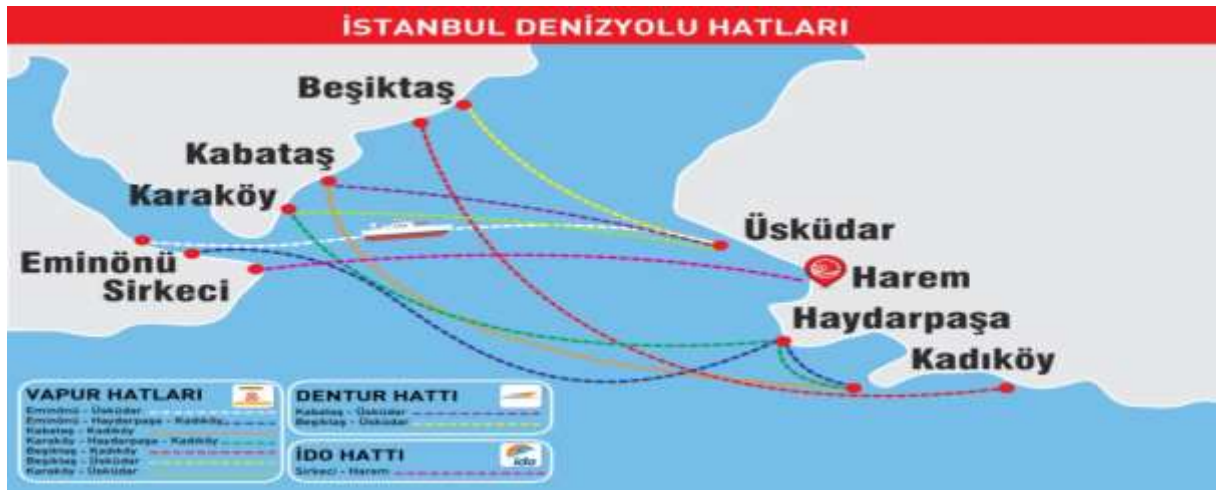 İSTANBUL DENİZYOLU HATLARI
Beşiktaş
Kabataş
Karaköy
Üsküdar
Eminönü
Sirkeci
Harem
Haydarpaşa
Kadıköy
VAPUR HATLARI
Eminönü - Üsküdar
Eminönü - Haydarpaşa - Kadıköy
Kabataş - Kadıköy
Karaköy - Haydarpaşa - Kadıköy
Beşiktaş - Kadıköy
Beşiktaş - Üsküdar
Karaköy - Üsküdar
DENTUR HATTI
Kabataş - Üsküdar
Beşiktaş - Üsküdar
İDO HATTI
ido
Sirkeci - Harem